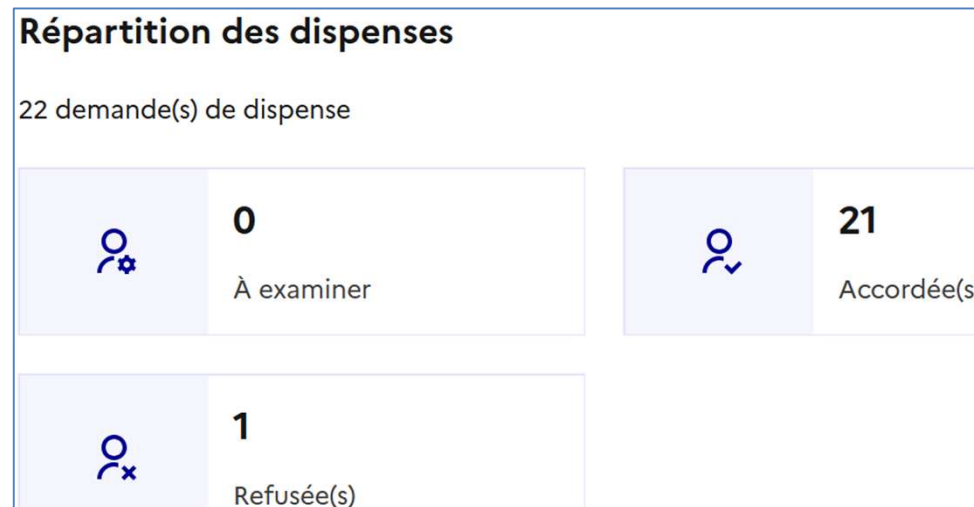 Répartition des dispenses
22 demande(s) de dispense
0
À examiner
21
Accordée(s
1
Refusée(s)